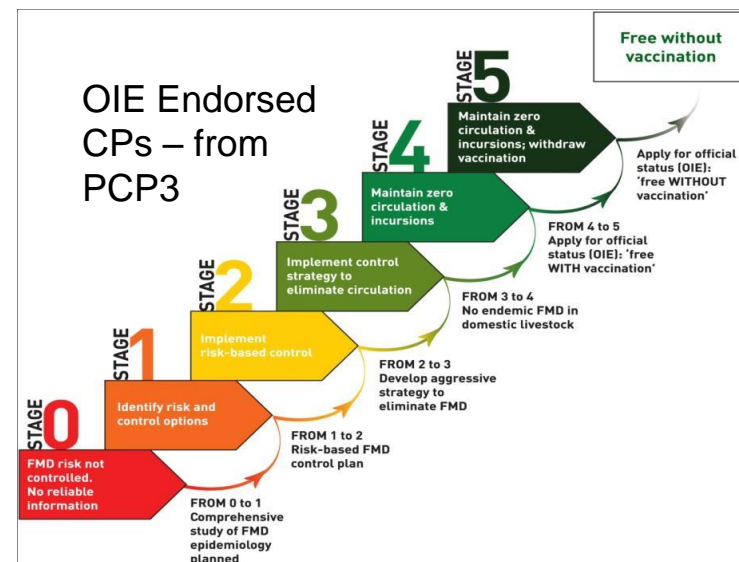 OIE Endorsed
CPs – from
PCP3
Free without
vaccination
STAGE 5
Maintain zero
circulation &
incursions; withdraw
vaccination
Apply for official
status (OIE):
‘free WITHOUT
vaccination’
STAGE 4
Maintain zero
circulation &
incursions
FROM 4 to 5
Apply for official
status (OIE): ‘free
WITH vaccination’
STAGE 3
Implement control
strategy to
eliminate circulation
FROM 3 to 4
No endemic FMD in
domestic livestock
STAGE 2
Implement
risk-based control
FROM 2 to 3
Develop aggressive
strategy to
eliminate FMD
STAGE 1
Identify risk and
control options
FROM 1 to 2
Risk-based FMD
control plan
STAGE 0
FMD risk not
controlled.
No reliable
information
FROM 0 to 1
Comprehensive
study of FMD
epidemiology
planned